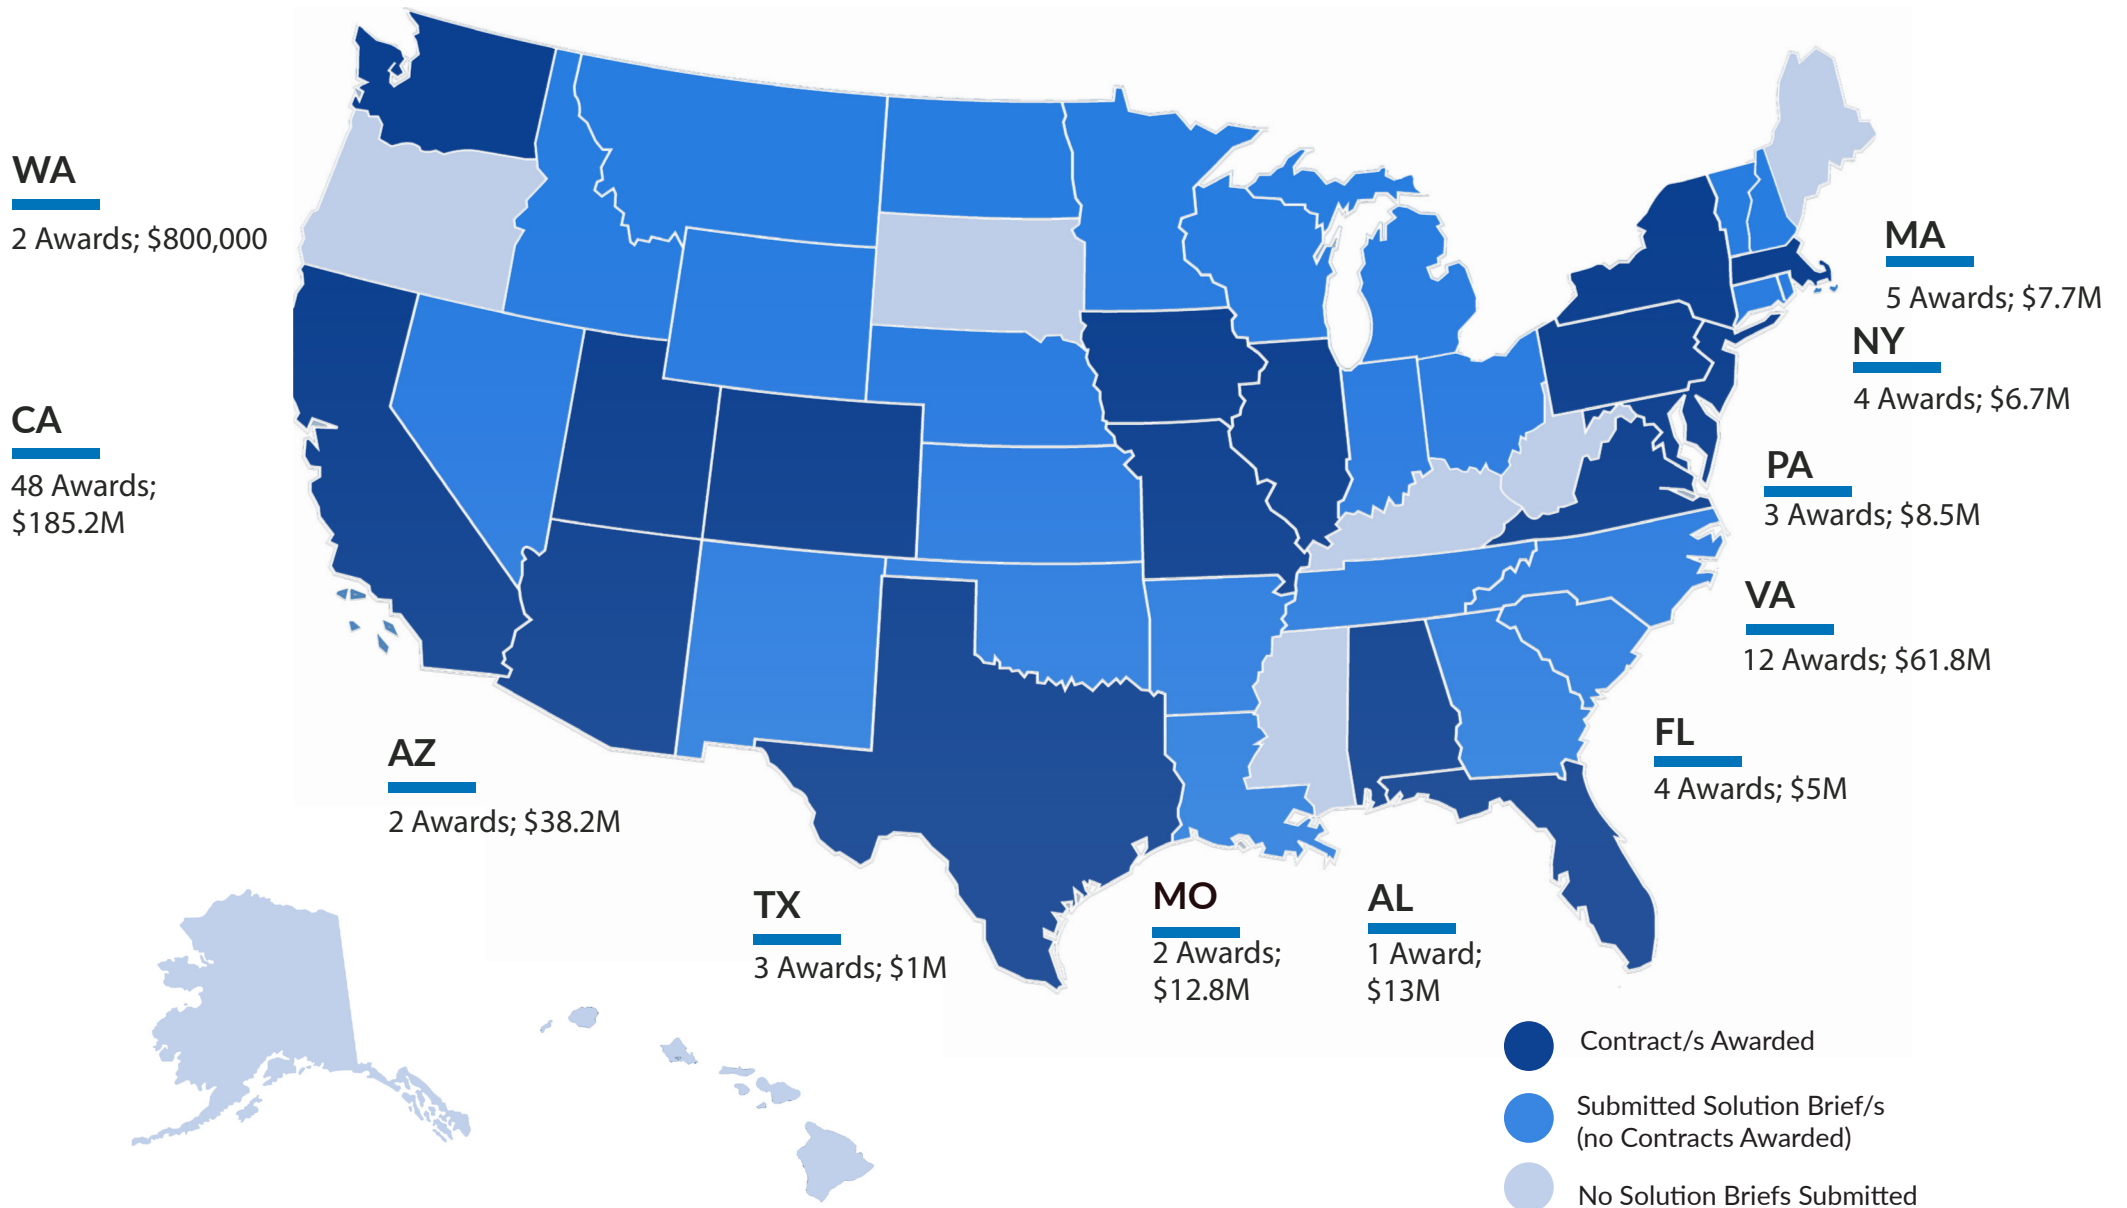 WA
2 Awards; $800,000
CA
48 Awards;
$185.2M
AZ
2 Awards; $38.2M
TX
3 Awards; $1M
MO
2 Awards;
$12.8M
AL
1 Award;
$13M
MA
5 Awards; $7.7M
NY
4 Awards; $6.7M
PA
3 Awards; $8.5M
VA
12 Awards; $61.8M
FL
4 Awards; $5M
Contract/s Awarded
Submitted Solution Brief/s
(no Contracts Awarded)
No Solution Briefs Submitted